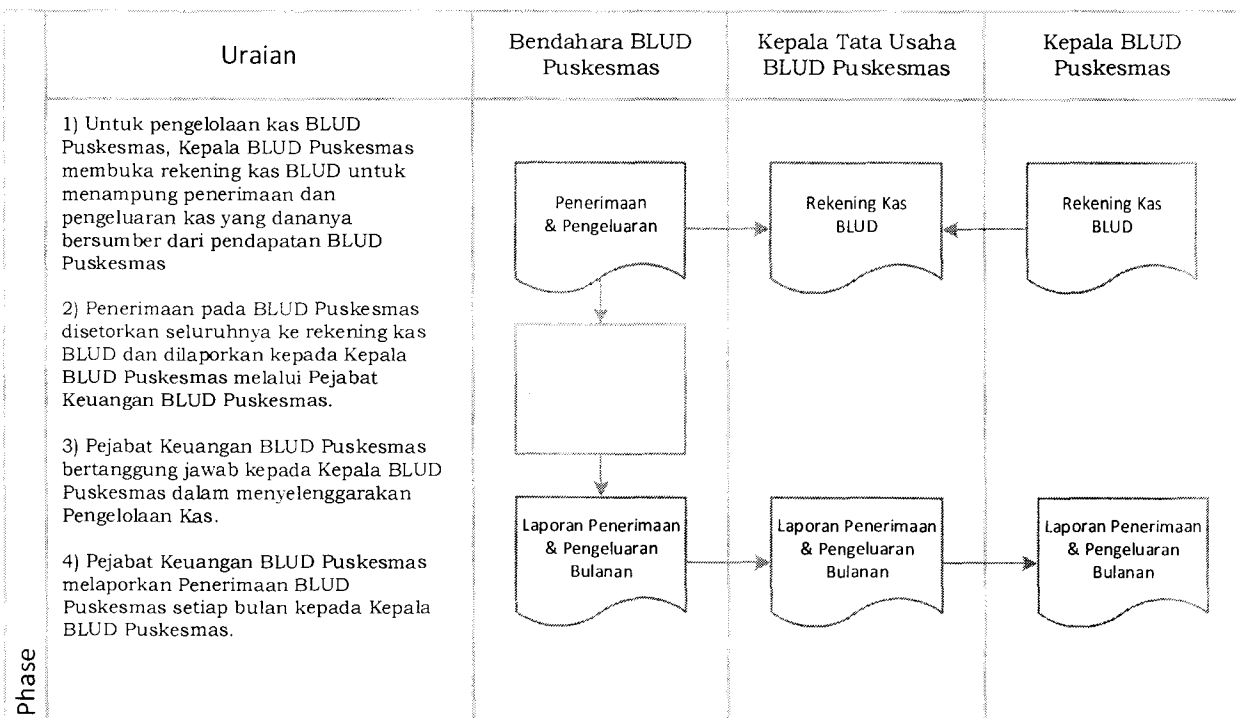 Uraian
Bendahara BLUD
Puskesmas
Kepala Tata Usaha
BLUD Puskesmas
Kepala BLUD
Puskesmas
1) Untuk pengelolaan kas BLUD
Puskesmas, Kepala BLUD Puskesmas
membuka rekening kas BLUD untuk
menampung penerimaan dan
pengeluaran kas yang dananya
bersumber dari pendapatan BLUD
Puskesmas
2) Penerimaan pada BLUD Puskesmas
disetorkan seluruhnya ke rekening kas
BLUD dan dilaporkan kepada Kepala
BLUD Puskesmas melalui Pejabat
Keuangan BLUD Puskesmas.
3) Pejabat Keuangan BLUD Puskesmas
bertanggung jawab kepada Kepala BLUD
Puskesmas dalam menyelenggarakan
Pengelolaan Kas.
4) Pejabat Keuangan BLUD Puskesmas
melaporkan Penerimaan BLUD
Puskesmas setiap bulan kepada Kepala
BLUD Puskesmas.
Penerimaan
& Pengeluaran
Rekening Kas
BLUD
Rekening Kas
BLUD
Laporan Penerimaan
& Pengeluaran
Bulanan
Laporan Penerimaan
& Pengeluaran
Bulanan
Laporan Penerimaan
& Pengeluaran
Bulanan
Phase